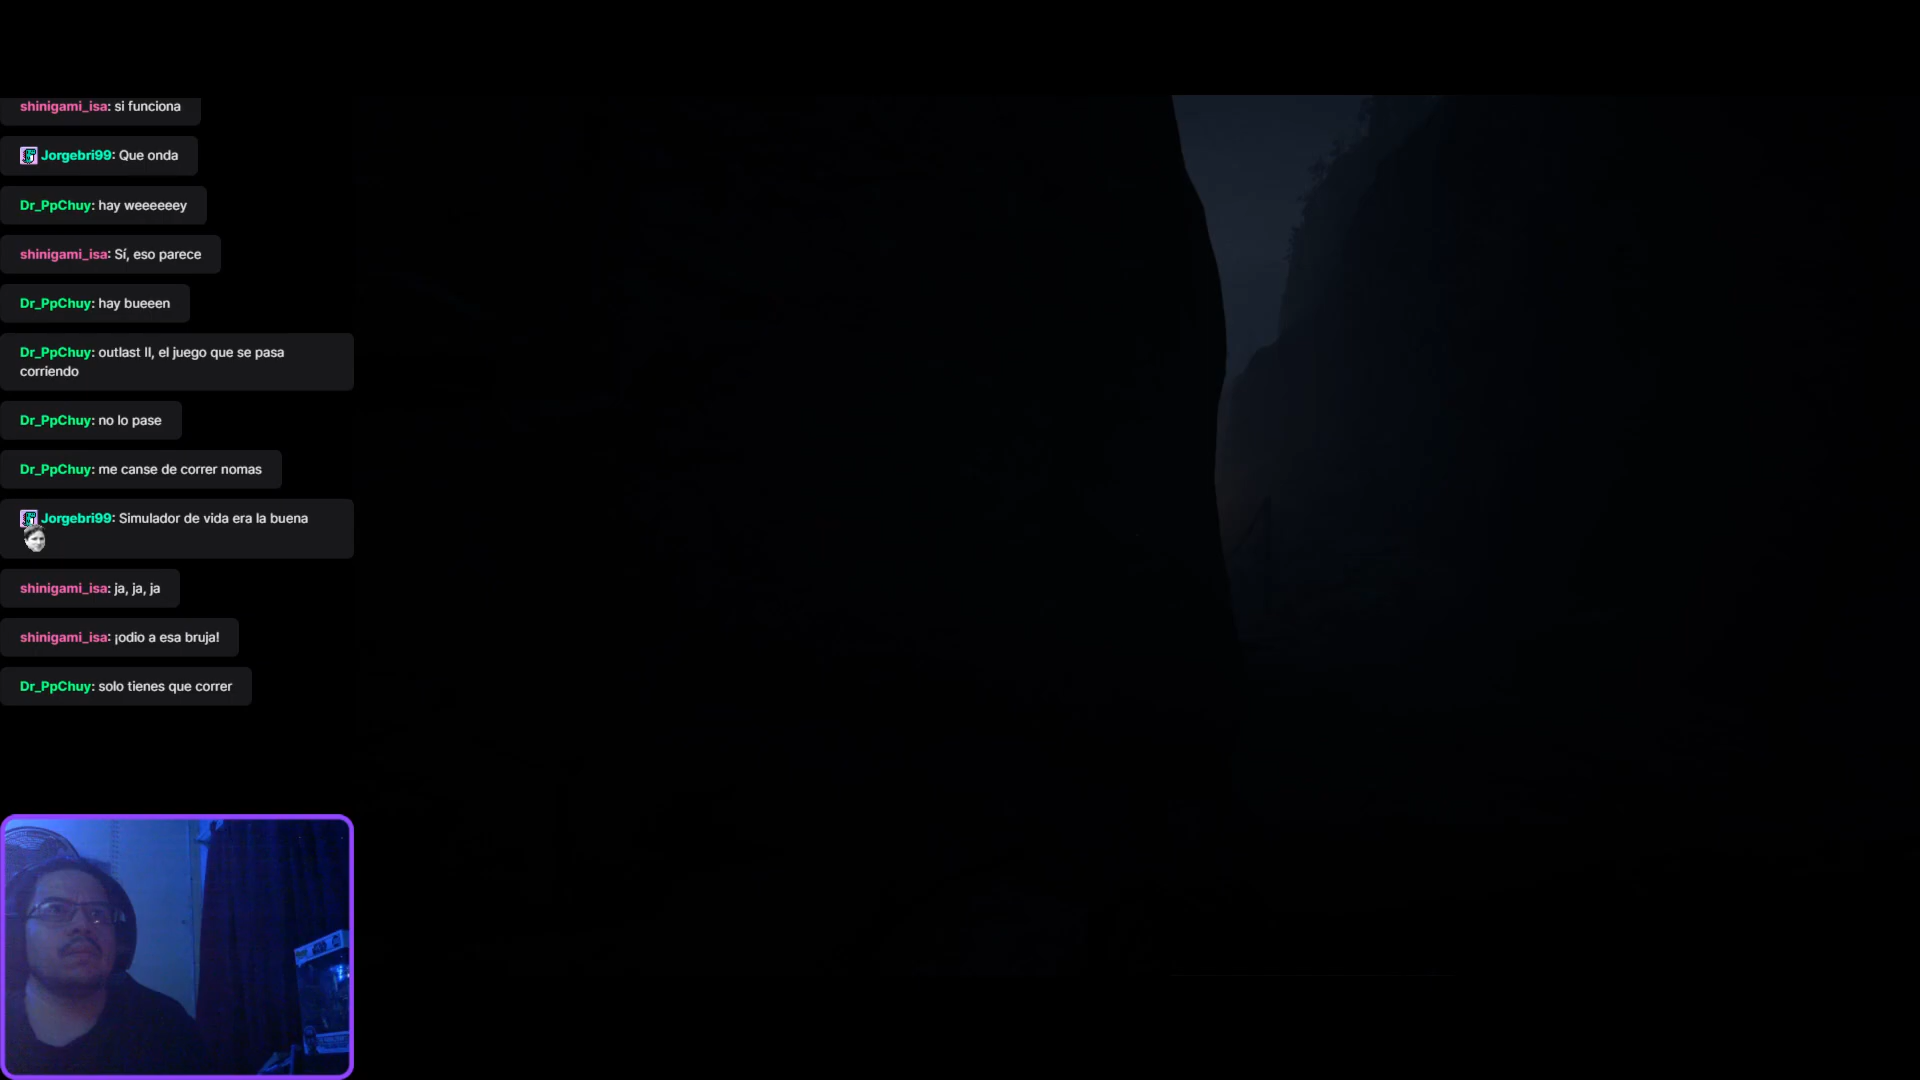 shinigami_isa: si funciona
Jorgebri99: Que onda
Dr_PpChuy: hay weeeeeey
shinigami_isa: Sí, eso parece
Dr_PpChuy: hay bueeen
Dr_PpChuy: outlast II, el juego que se pasa
corriendo
Dr_PpChuy: no lo pase
Dr_PpChuy: me canse de correr nomas
Jorgebri99: Simulador de vida era la buena
shinigami_isa: ja, ja, ja
shinigami_isa: ¡odio a esa bruja!
Dr_PpChuy: solo tienes que correr